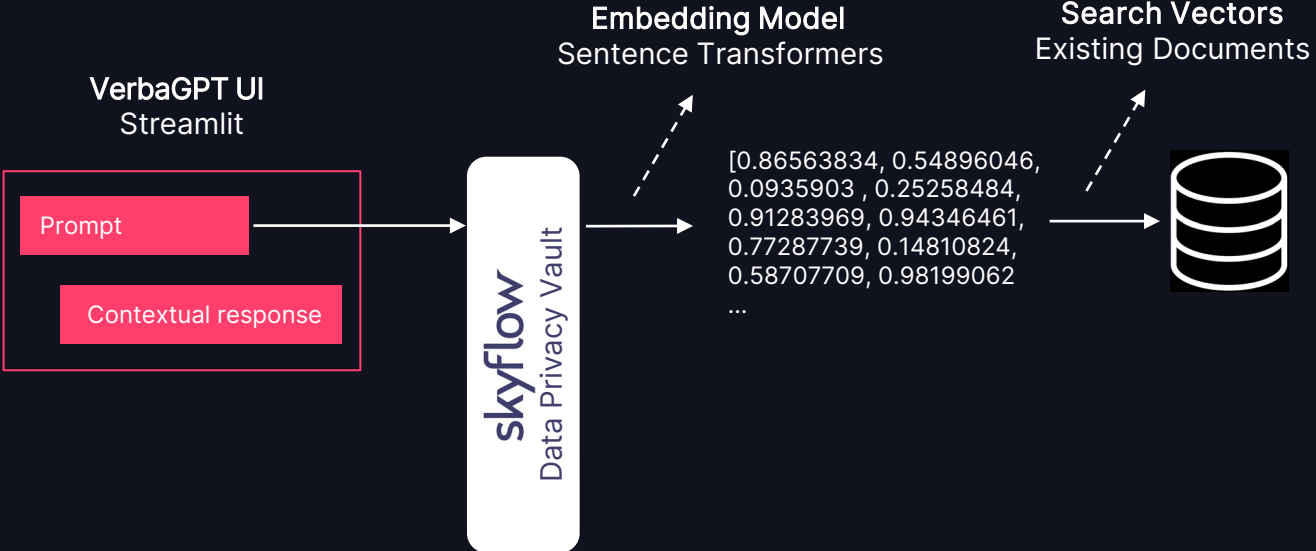 VerbaGPT UI
Streamlit
Prompt
Contextual response
skyflow
Data Privacy Vault
Embedding Model
Sentence Transformers
[0.86563834, 0.54896046,
0.0935903 , 0.25258484,
0.91283969, 0.94346461,
0.77287739, 0.14810824,
0.58707709, 0.98199062
...
Search Vectors
Existing Documents